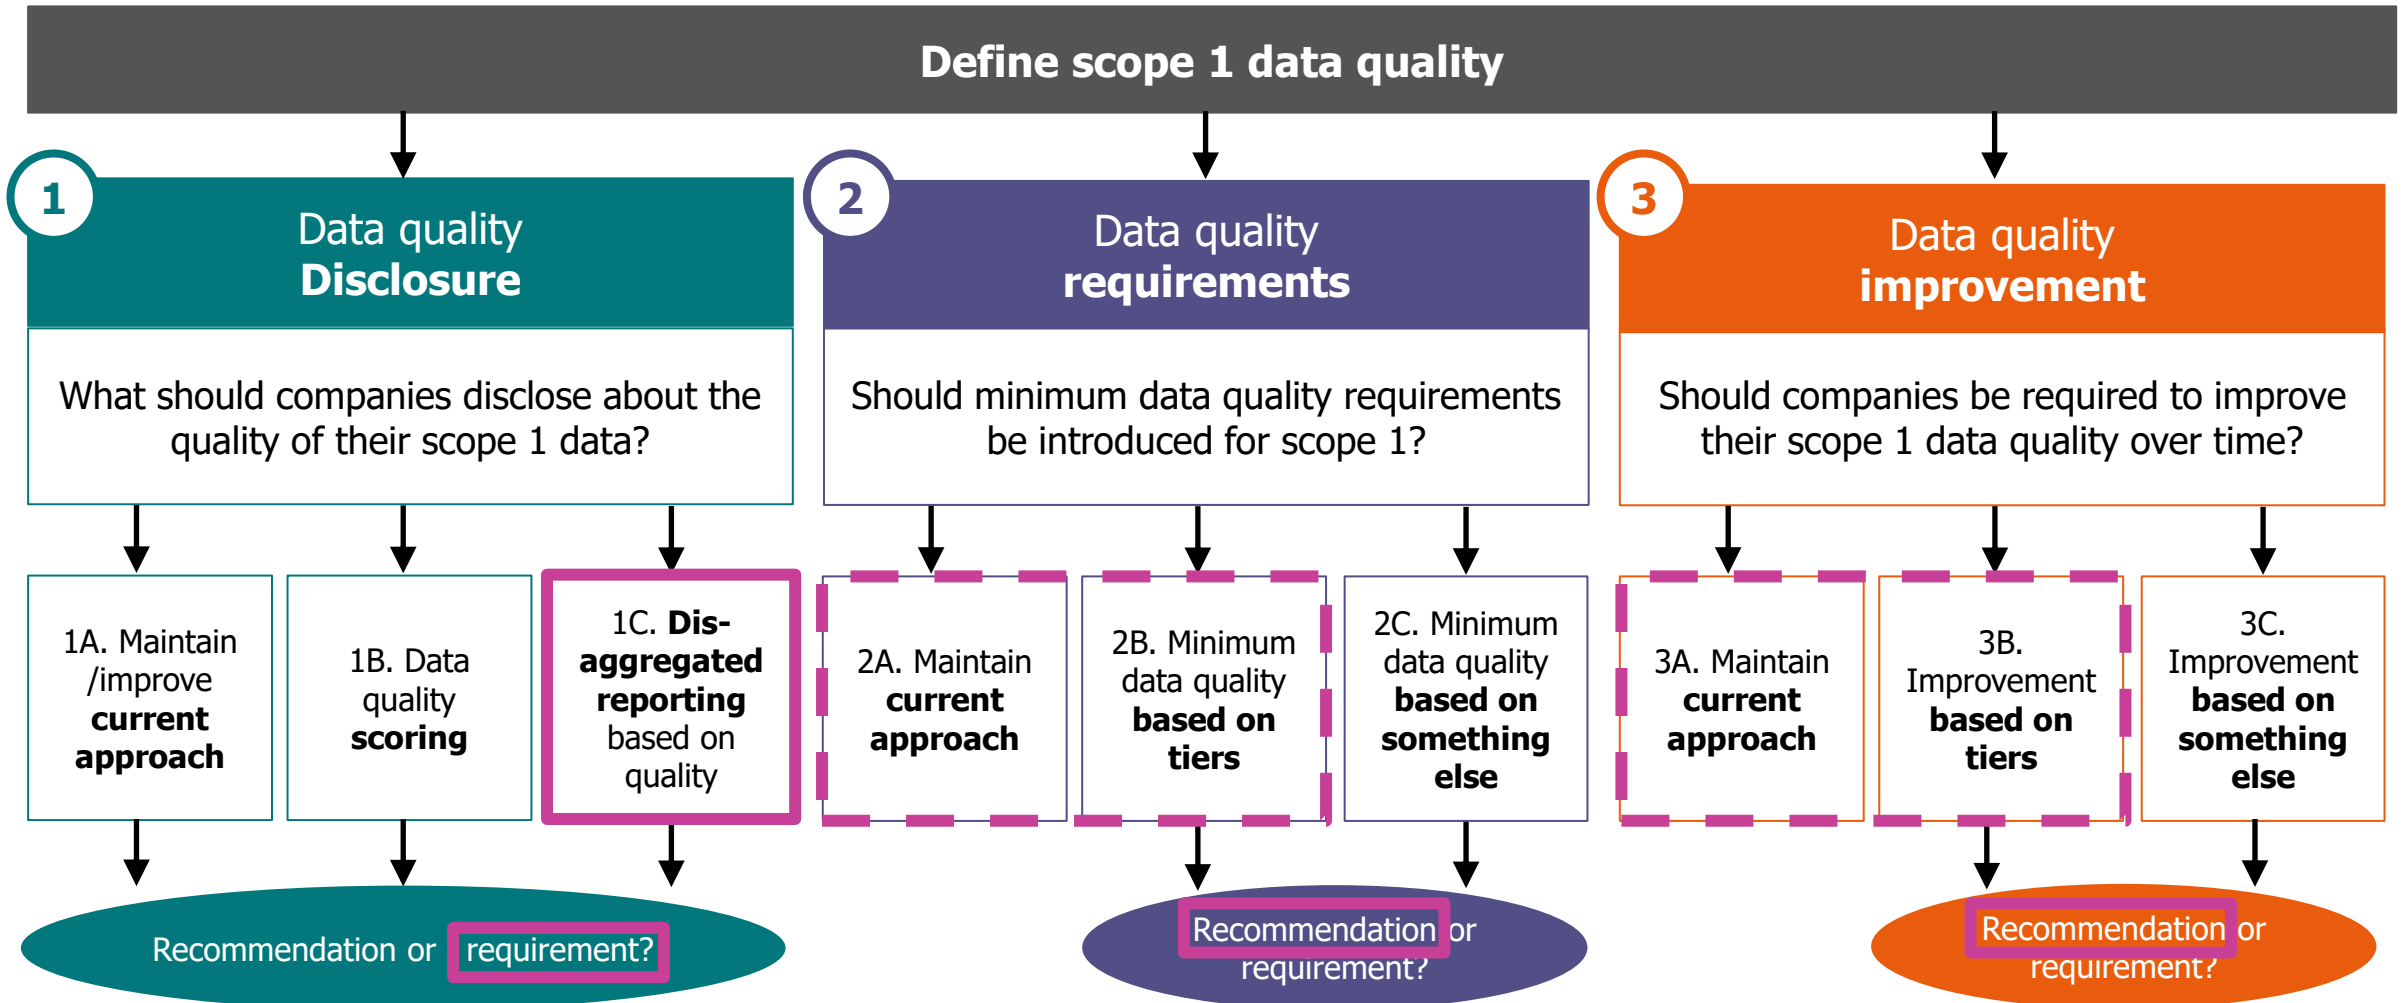 Define scope 1 data quality
1
Data quality
Disclosure
What should companies disclose about the
quality of their scope 1 data?
1A. Maintain
/improve
current
approach
1B. Data
quality
scoring
1C. Dis-
aggregated
reporting
based on
quality
Recommendation or requirement?
2
Data quality
requirements
Should minimum data quality requirements
be introduced for scope 1?
2A. Maintain
current
approach
2B. Minimum
data quality
based on
tiers
2C. Minimum
data quality
based on
something
else
Recommendation or
requirement?
3
Data quality
improvement
Should companies be required to improve
their scope 1 data quality over time?
3A. Maintain
current
approach
3B.
Improvement
based on
tiers
3C.
Improvement
based on
something
else
Recommendation or
requirement?